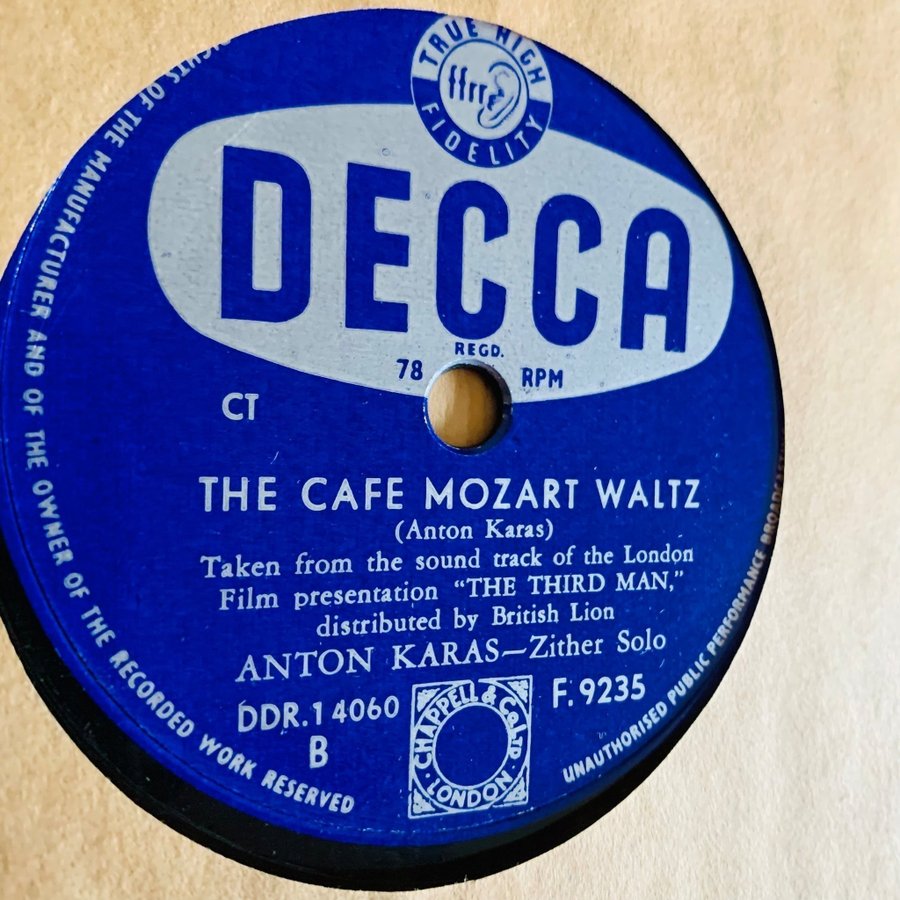 TRUE HIGH FIDELITY
ffrr
DECCA
REGD.
78 RPM
CT
THE CAFE MOZART WALTZ
(Anton Karas)
Taken from the sound track of the London
Film presentation “THE THIRD MAN,”
distributed by British Lion
ANTON KARAS—Zither Solo
DDR.14060
F. 9235
B
CHAPPELL & Co LTD
LONDON
RIGHTS OF THE MANUFACTURER AND OF THE OWNER OF THE RECORDED WORK RESERVED
UNAUTHORISED PUBLIC PERFORMANCE